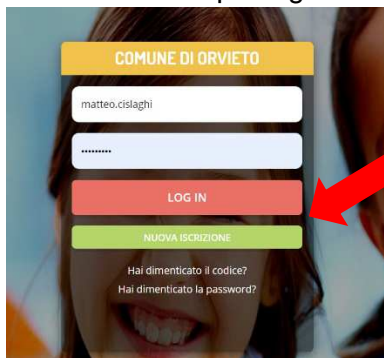 COMUNE DI ORVIETO
matteo.cislaghi
•••••••••
LOG IN
NUOVA ISCRIZIONE
Hai dimenticato il codice?
Hai dimenticato la password?